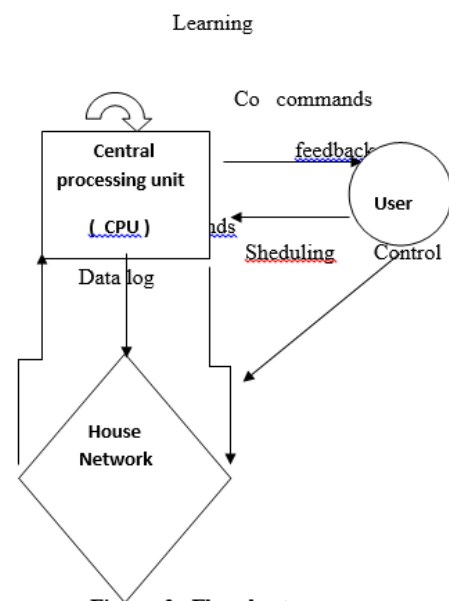 Learning
Co commands
Central
processing unit
( CPU )
feedback
User
nds
Sheduling Control
Data log
House
Network